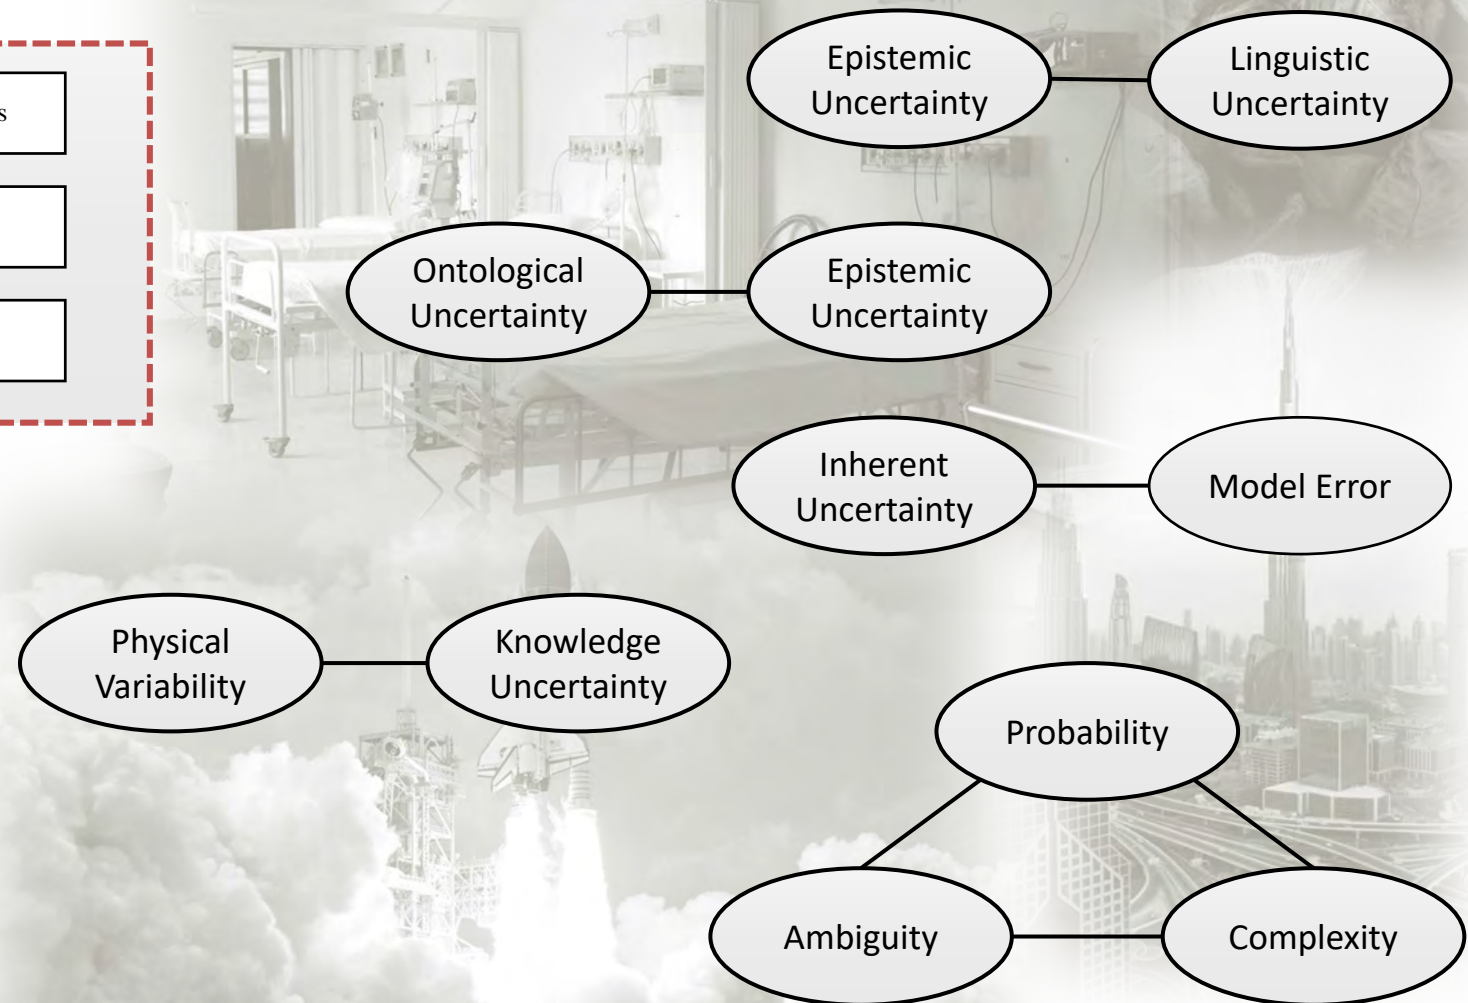 s
Epistemic
Uncertainty
Linguistic
Uncertainty
Ontological
Uncertainty
Epistemic
Uncertainty
Inherent
Uncertainty
Model Error
Physical
Variability
Knowledge
Uncertainty
Probability
Ambiguity
Complexity